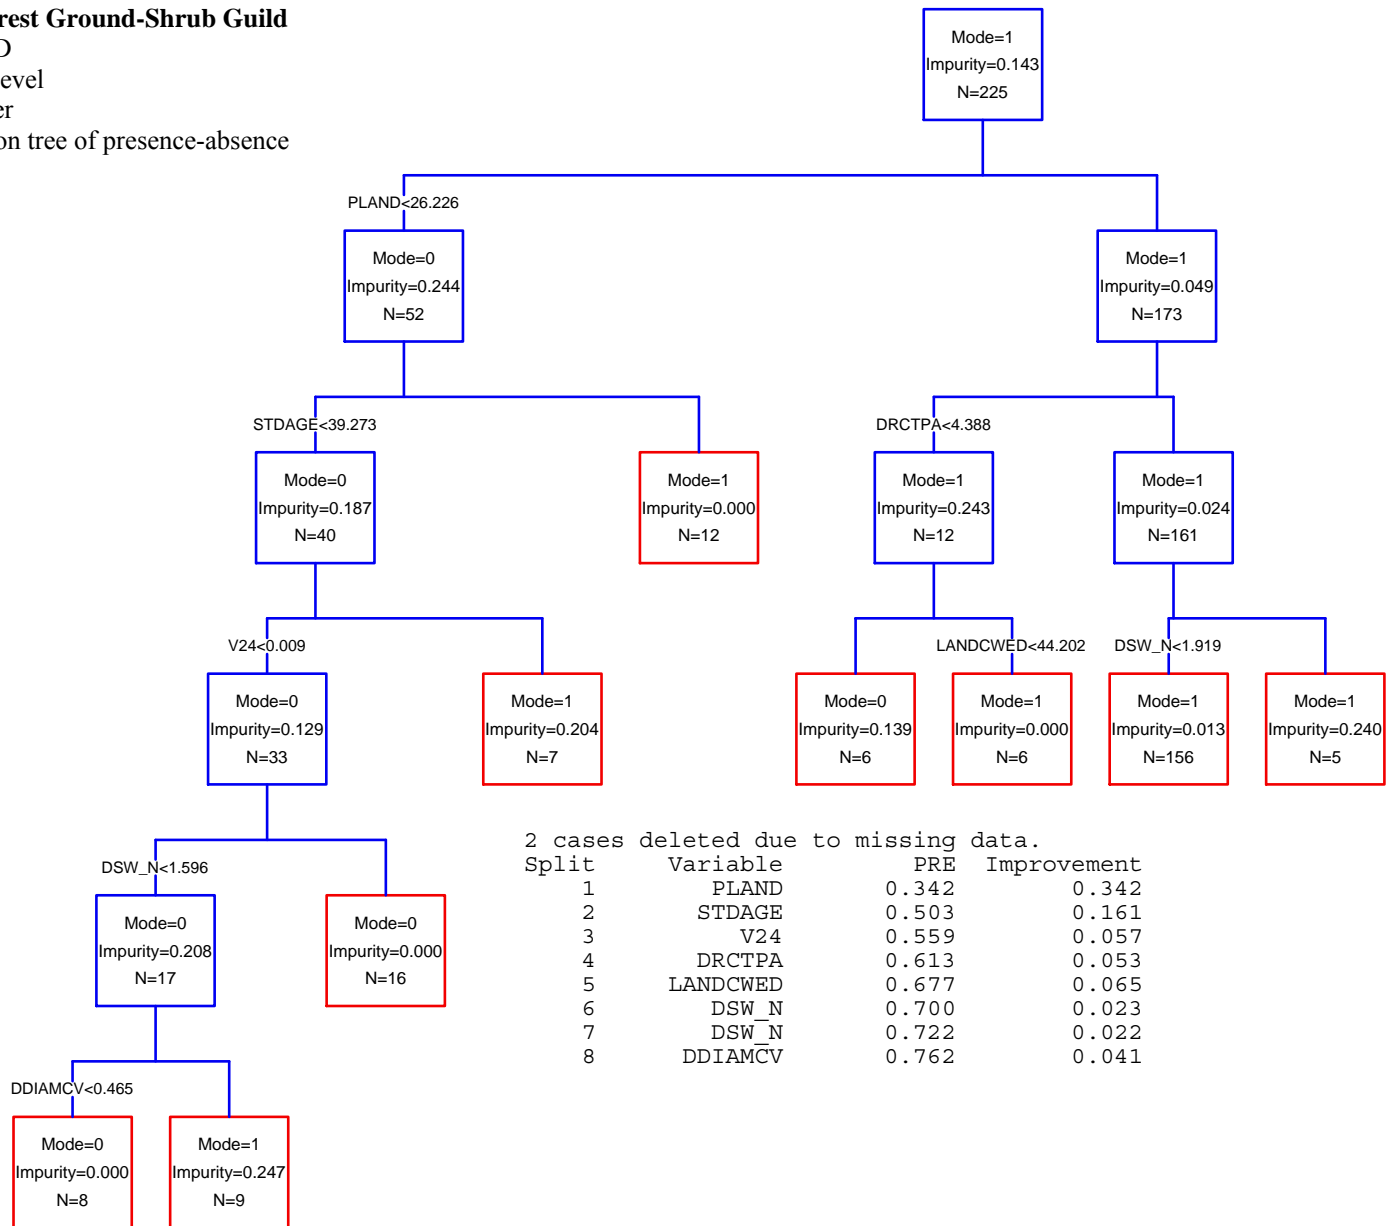 rest Ground-Shrub Guild
D
evel
er
on tree of presence-absence
Mode=1
Impurity=0.143
N=225
PLAND<26.226
Mode=0
Impurity=0.244
N=52
Mode=1
Impurity=0.049
N=173
STDAGE<39.273
DRCTPA<4.388
Mode=0
Impurity=0.187
N=40
Mode=1
Impurity=0.000
N=12
Mode=1
Impurity=0.243
N=12
Mode=1
Impurity=0.024
N=161
V24<0.009
LANDCWED<44.202
DSW_N<1.919
Mode=0
Impurity=0.129
N=33
Mode=1
Impurity=0.204
N=7
Mode=0
Impurity=0.139
N=6
Mode=1
Impurity=0.000
N=6
Mode=1
Impurity=0.013
N=156
Mode=1
Impurity=0.240
N=5
DSW_N<1.596
Mode=0
Impurity=0.208
N=17
Mode=0
Impurity=0.000
N=16
DDIAMCV<0.465
Mode=0
Impurity=0.000
N=8
Mode=1
Impurity=0.247
N=9
2 cases deleted due to missing data.
Split Variable PRE Improvement
1 PLAND 0.342 0.342
2 STDAGE 0.503 0.161
3 V24 0.559 0.057
4 DRCTPA 0.613 0.053
5 LANDCWED 0.677 0.065
6 DSW_N 0.700 0.023
7 DSW_N 0.722 0.022
8 DDIAMCV 0.762 0.041